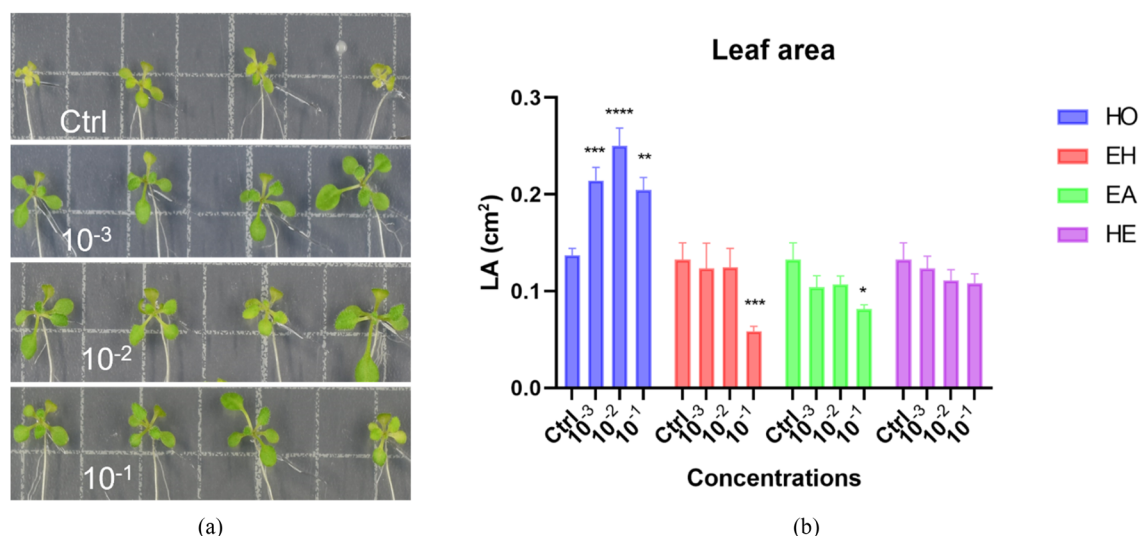 Ctrl
10⁻³
10⁻²
10⁻¹
(a)
Leaf area
LA (cm²)
0.3
0.2
0.1
0.0
***
****
**
***
*
Ctrl 10⁻³ 10⁻² 10⁻¹ Ctrl 10⁻³ 10⁻² 10⁻¹ Ctrl 10⁻³ 10⁻² 10⁻¹ Ctrl 10⁻³ 10⁻² 10⁻¹
Concentrations
HO
EH
EA
HE
(b)